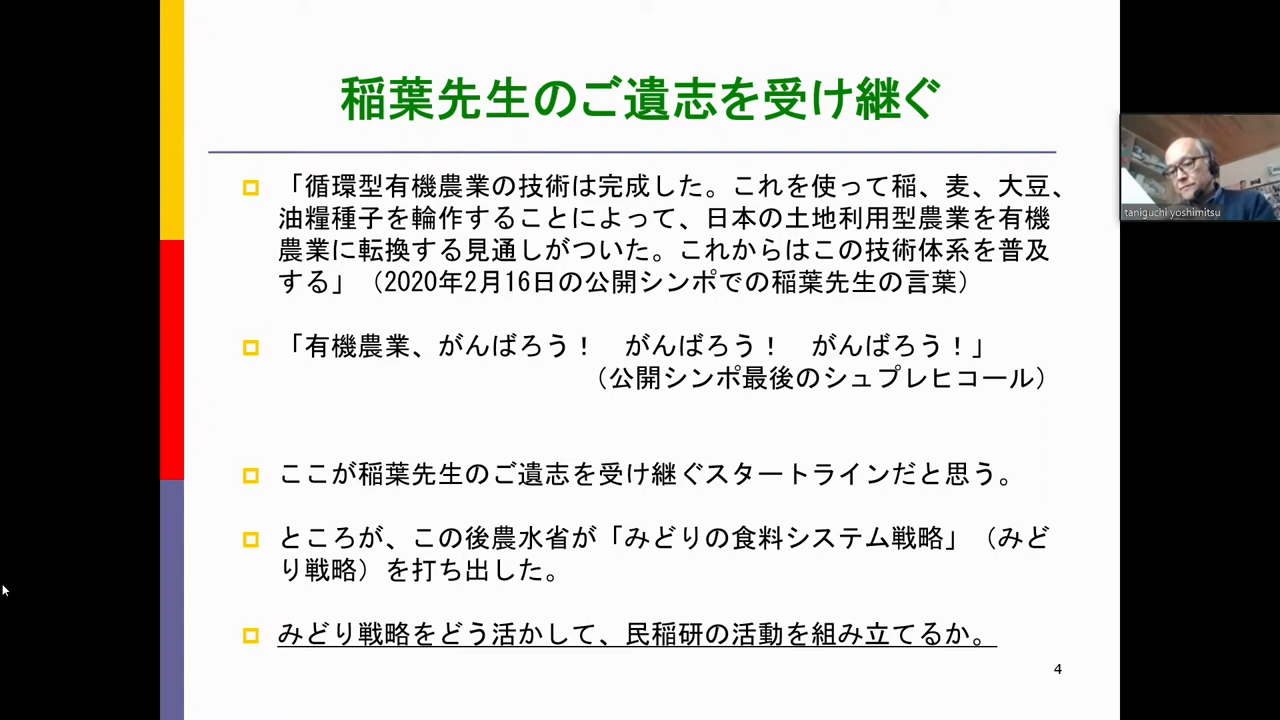 稲葉先生のご遺志を受け継ぐ
「循環型有機農業の技術は完成した。これを使って稲、麦、大豆、
油糧種子を輪作することによって、日本の土地利用型農業を有機
農業に転換する見通しがついた。これからはこの技術体系を普及
する」（2020年2月16日の公開シンポでの稲葉先生の言葉）
「有機農業、がんばろう！　がんばろう！　がんばろう！」
（公開シンポ最後のシュプレヒコール）
ここが稲葉先生のご遺志を受け継ぐスタートラインだと思う。
ところが、この後農水省が「みどりの食料システム戦略」（みど
り戦略）を打ち出した。
みどり戦略をどう活かして、民稲研の活動を組み立てるか。
4
taniguchi yoshimitsu